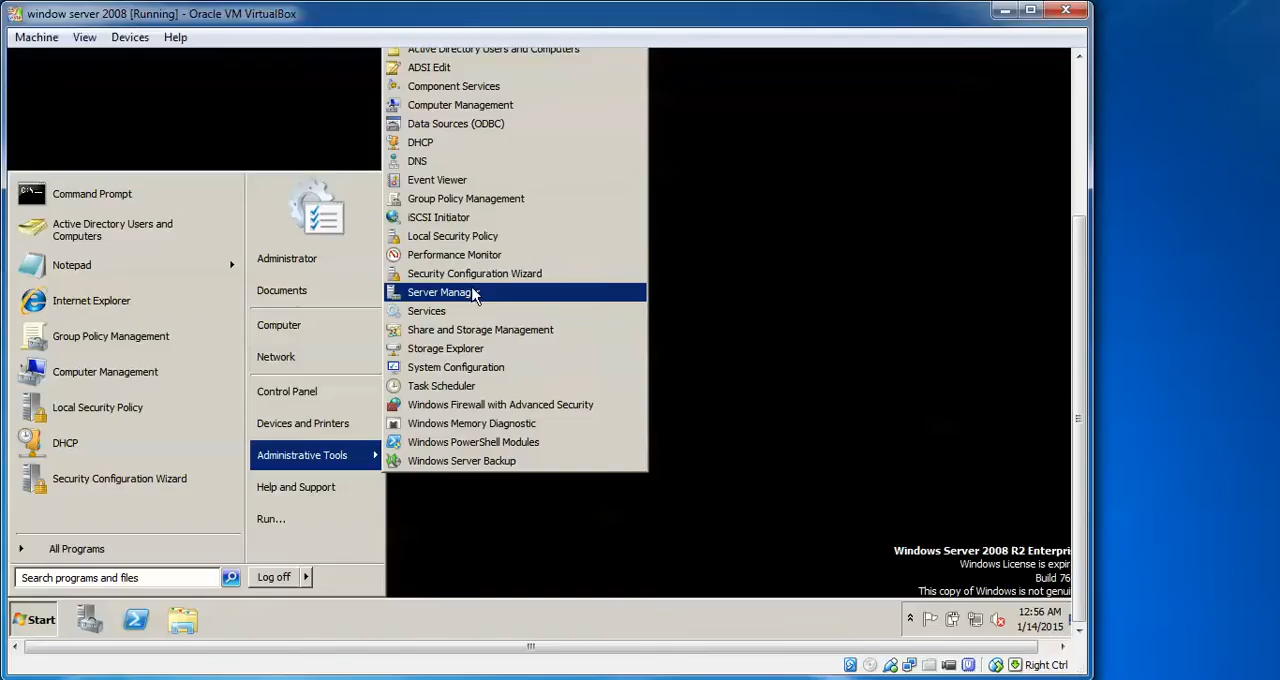 window server 2008 [Running] - Oracle VM VirtualBox
Machine View Devices Help
Active Directory Users and Computers
ADSI Edit
Component Services
Computer Management
Data Sources (ODBC)
DHCP
DNS
Event Viewer
Group Policy Management
iSCSI Initiator
Local Security Policy
Performance Monitor
Security Configuration Wizard
Server Manage
Services
Share and Storage Management
Storage Explorer
System Configuration
Task Scheduler
Windows Firewall with Advanced Security
Windows Memory Diagnostic
Windows PowerShell Modules
Windows Server Backup
Command Prompt
Active Directory Users and
Computers
Notepad
Internet Explorer
Group Policy Management
Computer Management
Local Security Policy
DHCP
Security Configuration Wizard
All Programs
Search programs and files
Administrator
Documents
Computer
Network
Control Panel
Devices and Printers
Administrative Tools
Help and Support
Run...
Log off
Windows Server 2008 R2 Enterpri
Windows License is expir
Build 76
This copy of Windows is not genui
Start
12:56 AM
1/14/2015
Right Ctrl